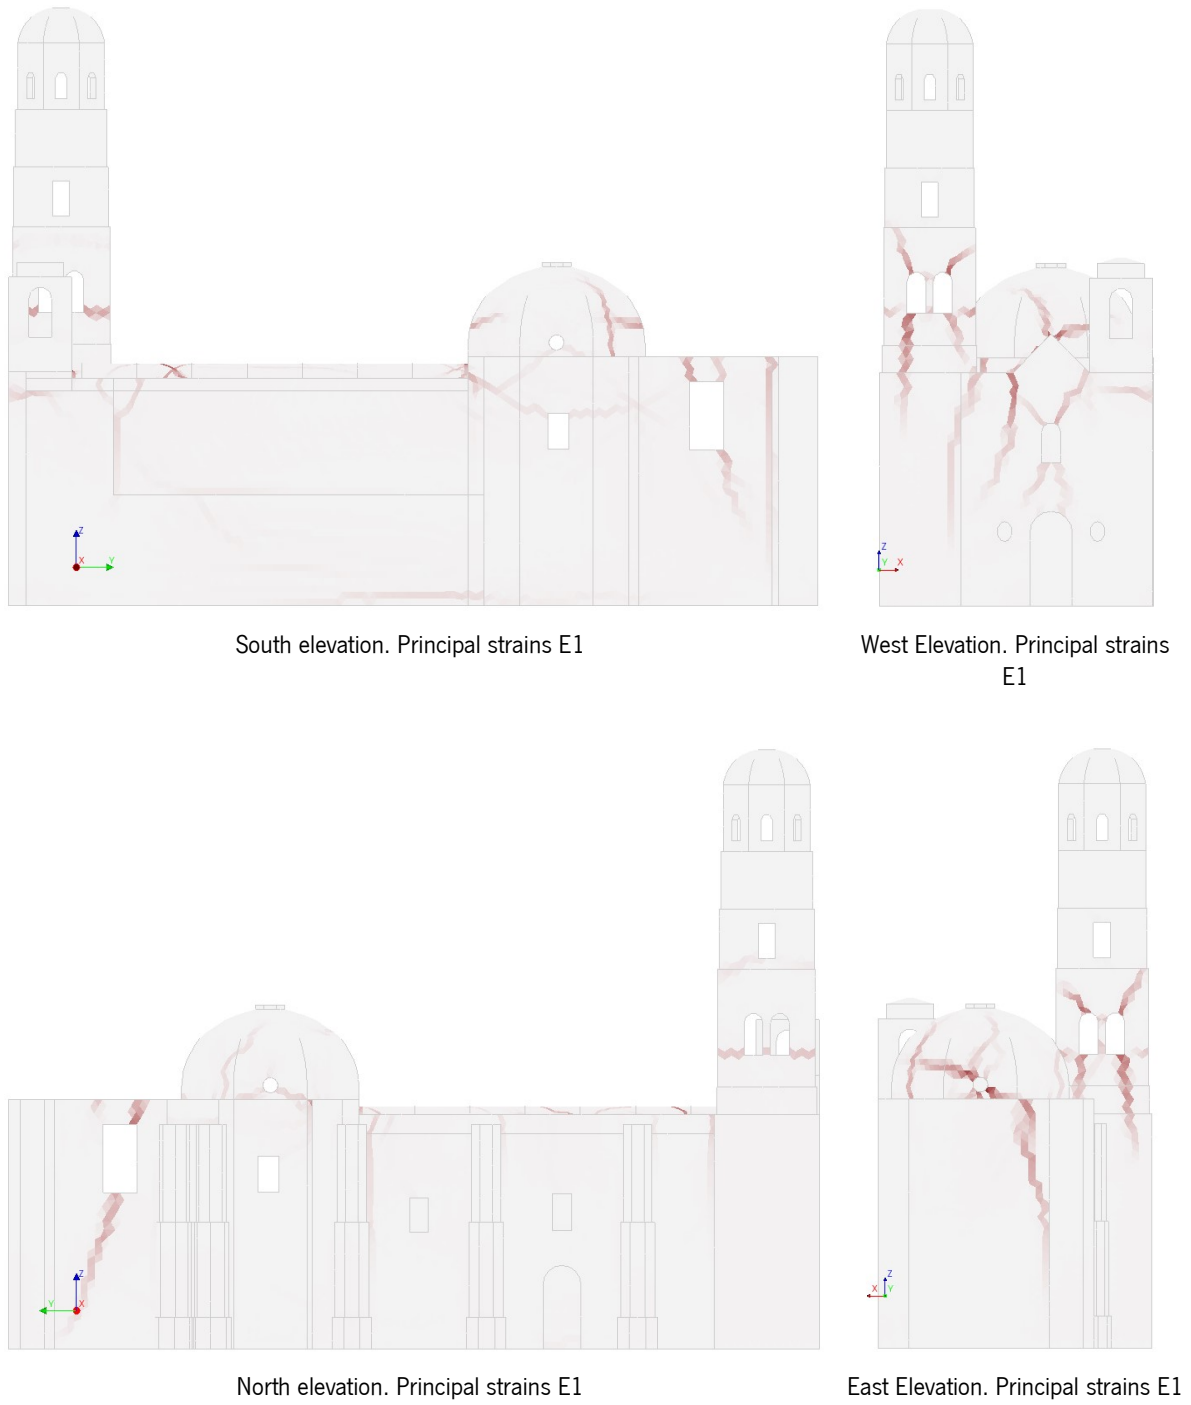 Z
X
Y
Z
Y
X
South elevation. Principal strains E1
West Elevation. Principal strains
E1
Z
Y
X
Z
X
Y
North elevation. Principal strains E1
East Elevation. Principal strains E1